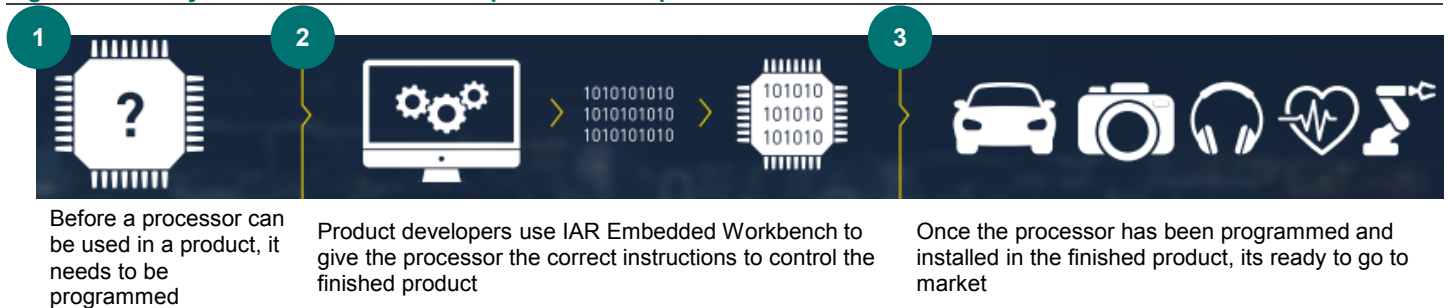 1
2
3
?
1010101010
1010101010
1010101010
101010
101010
101010
Before a processor can
be used in a product, it
needs to be
programmed
Product developers use IAR Embedded Workbench to
give the processor the correct instructions to control the
finished product
Once the processor has been programmed and
installed in the finished product, its ready to go to
market